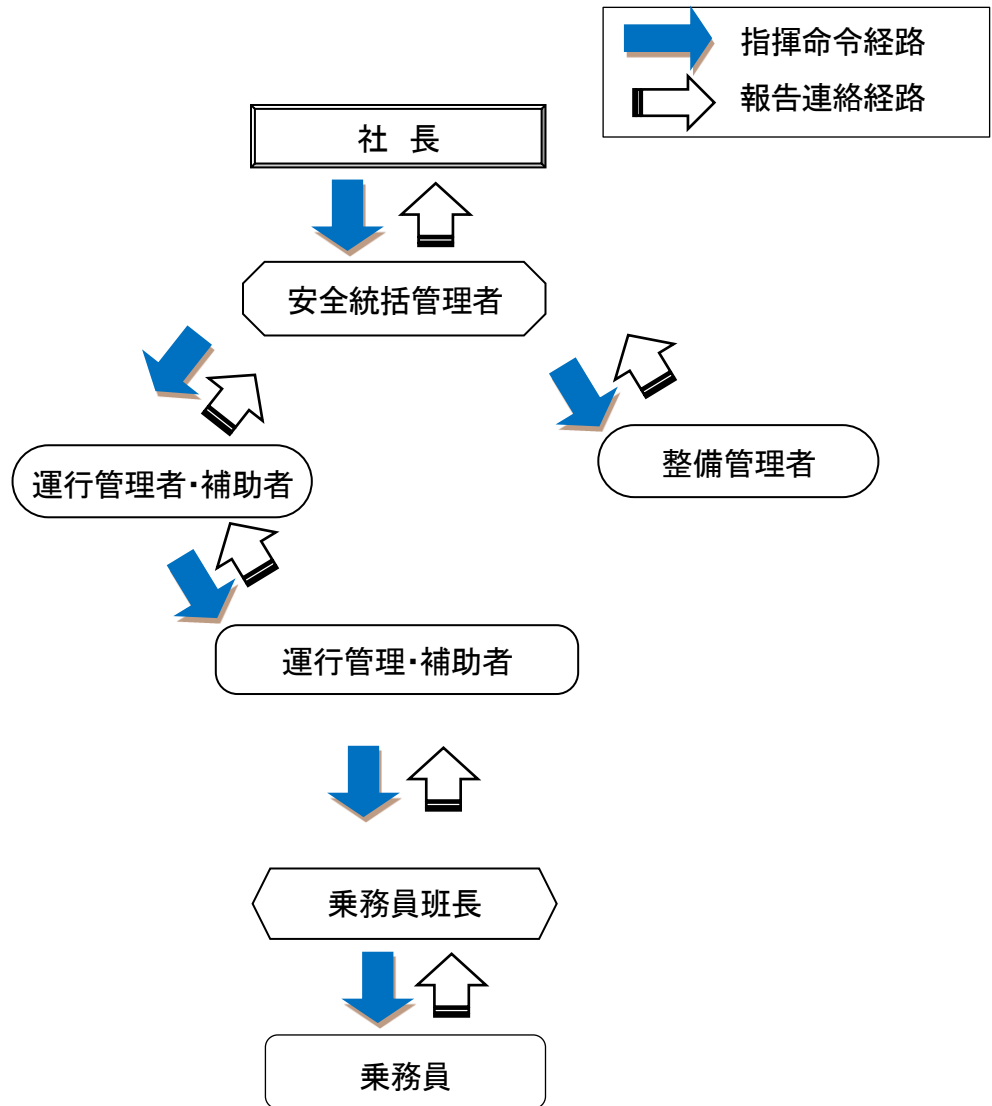 指揮命令経路
報告連絡経路
社 長
安全統括管理者
運行管理者・補助者
整備管理者
運行管理・補助者
乗務員班長
乗務員